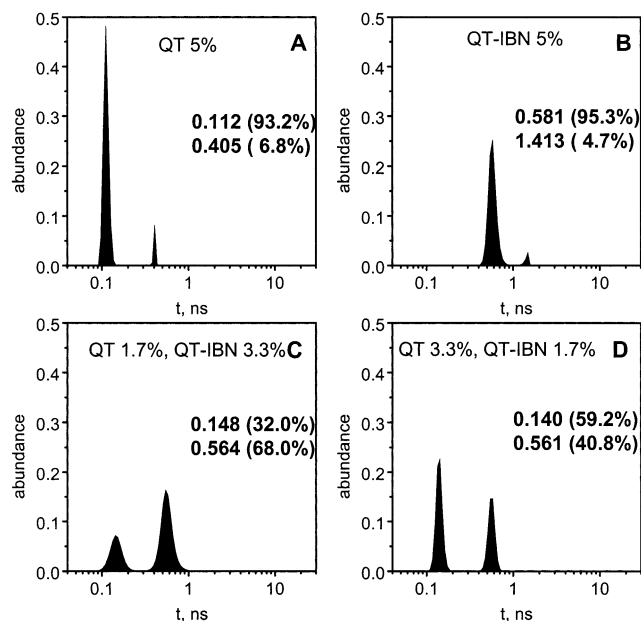 0.5
0.4
0.3
0.2
0.1
0.0
abundance
QT 5%
A
0.112 (93.2%)
0.405 ( 6.8%)
0.1
1
10
t, ns
0.5
0.4
0.3
0.2
0.1
0.0
abundance
QT-IBN 5%
B
0.581 (95.3%)
1.413 ( 4.7%)
0.1
1
10
t, ns
0.5
0.4
0.3
0.2
0.1
0.0
abundance
QT 1.7%, QT-IBN 3.3%
C
0.148 (32.0%)
0.564 (68.0%)
0.1
1
10
t, ns
0.5
0.4
0.3
0.2
0.1
0.0
abundance
QT 3.3%, QT-IBN 1.7%
D
0.140 (59.2%)
0.561 (40.8%)
0.1
1
10
t, ns